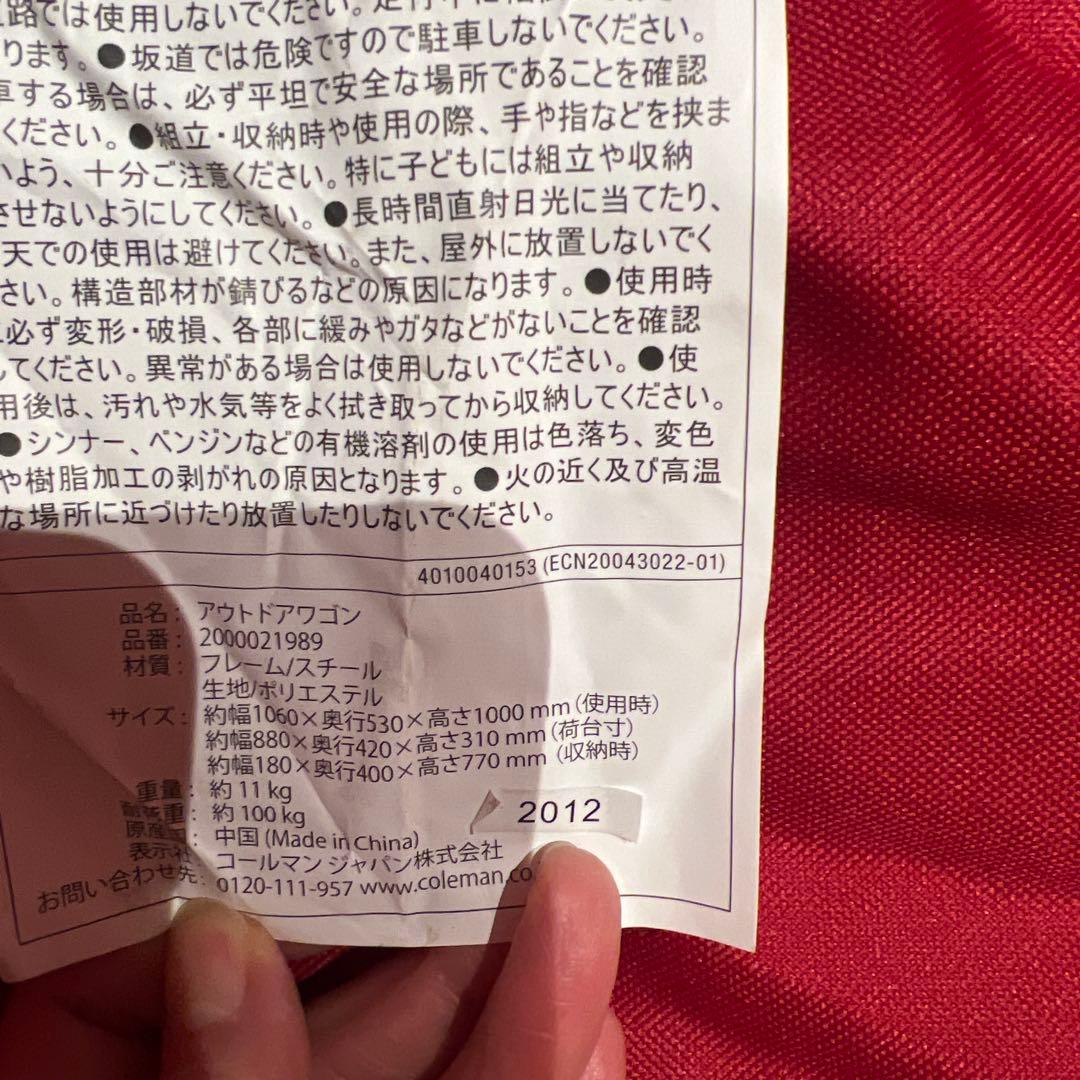 路では使用しないでください。走行中に
ります。●坂道では危険ですので駐車しないでください。
車する場合は、必ず平坦で安全な場所であることを確認
ください。●組立・収納時や使用の際、手や指などを挟ま
いよう、十分ご注意ください。特に子どもには組立や収納
させないようにしてください。●長時間直射日光に当てたり、
天での使用は避けてください。また、屋外に放置しないでく
さい。構造部材が錆びるなどの原因になります。●使用時
必ず変形・破損、各部に緩みやガタなどがないことを確認
してください。異常がある場合は使用しないでください。●使
用後は、汚れや水気等をよく拭き取ってから収納してください。
●シンナー、ベンジンなどの有機溶剤の使用は色落ち、変色
や樹脂加工の剥がれの原因となります。●火の近く及び高温
な場所に近づけたり放置したりしないでください。
4010040153 (ECN20043022-01)
品名： アウトドアワゴン
品番： 2000021989
材質： フレーム/スチール
生地/ポリエステル
サイズ： 約幅1060×奥行530×高さ1000 mm (使用時)
約幅880×奥行420×高さ310 mm (荷台寸)
約幅180×奥行400×高さ770 mm (収納時)
重量： 約 11 kg
耐荷重： 約 100 kg
原産国： 中国 (Made in China)
2012
表示社： コールマン ジャパン株式会社
お問い合わせ先： 0120-111-957 www.coleman.co